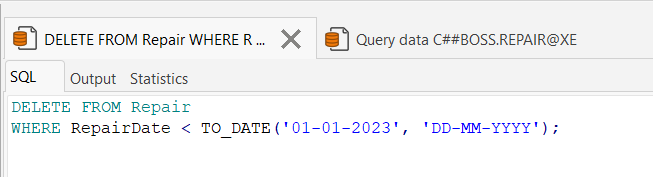 DELETE FROM Repair WHERE R ...
Query data C##BOSS.REPAIR@XE
SQL Output Statistics
DELETE FROM Repair
WHERE RepairDate < TO_DATE('01-01-2023', 'DD-MM-YYYY');